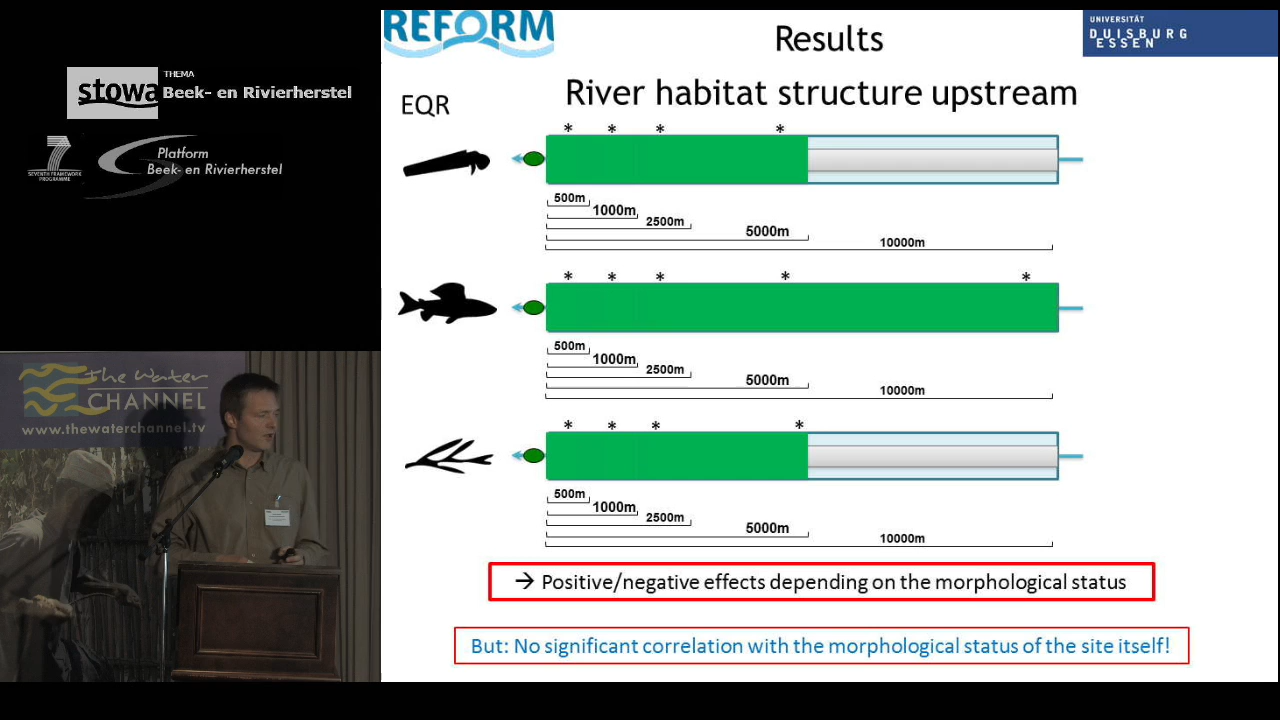 REFORM
Results
UNIVERSITÄT
DUISBURG
ESSEN
stowa
THEMA
Beek- en Rivierherstel
SEVENTH FRAMEWORK
PROGRAMME
Platform
Beek- en Rivierherstel
River habitat structure upstream
EQR
* * * *
500m
1000m
2500m
5000m
10000m
* * * * *
500m
1000m
2500m
5000m
10000m
* * * *
500m
1000m
2500m
5000m
10000m
→ Positive/negative effects depending on the morphological status
But: No significant correlation with the morphological status of the site itself!
the water
CHANNEL
www.thewaterchannel.tv